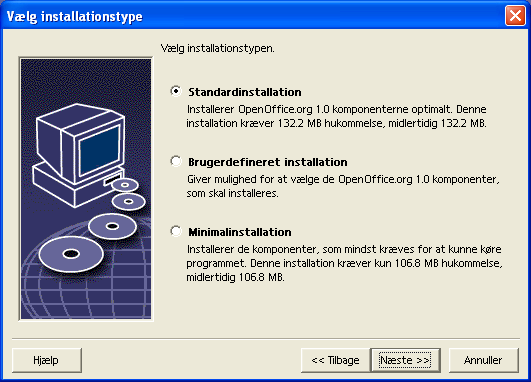 Vælg installationstype
Vælg installationstypen.
Standardinstallation
Installerer OpenOffice.org 1.0 komponenterne optimalt. Denne
installation kræver 132.2 MB hukommelse, midlertidig 132.2 MB.
Brugerdefineret installation
Giver mulighed for at vælge de OpenOffice.org 1.0 komponenter,
som skal installeres.
Minimalinstallation
Installerer de komponenter, som mindst kræves for at kunne køre
programmet. Denne installation kræver kun 106.8 MB hukommelse,
midlertidig 106.8 MB.
Hjælp
<< Tilbage
Næste >>
Annuller